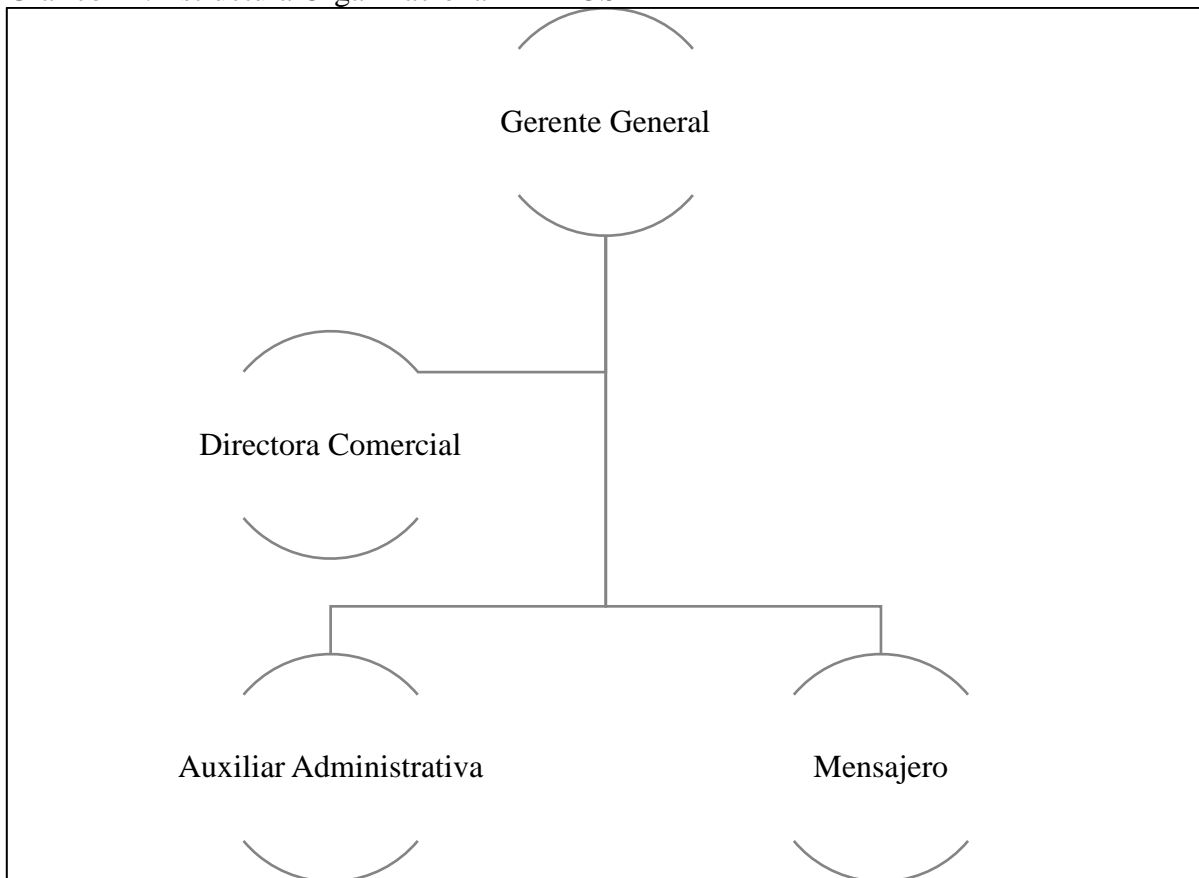 Gerente General
Directora Comercial
Auxiliar Administrativa
Mensajero